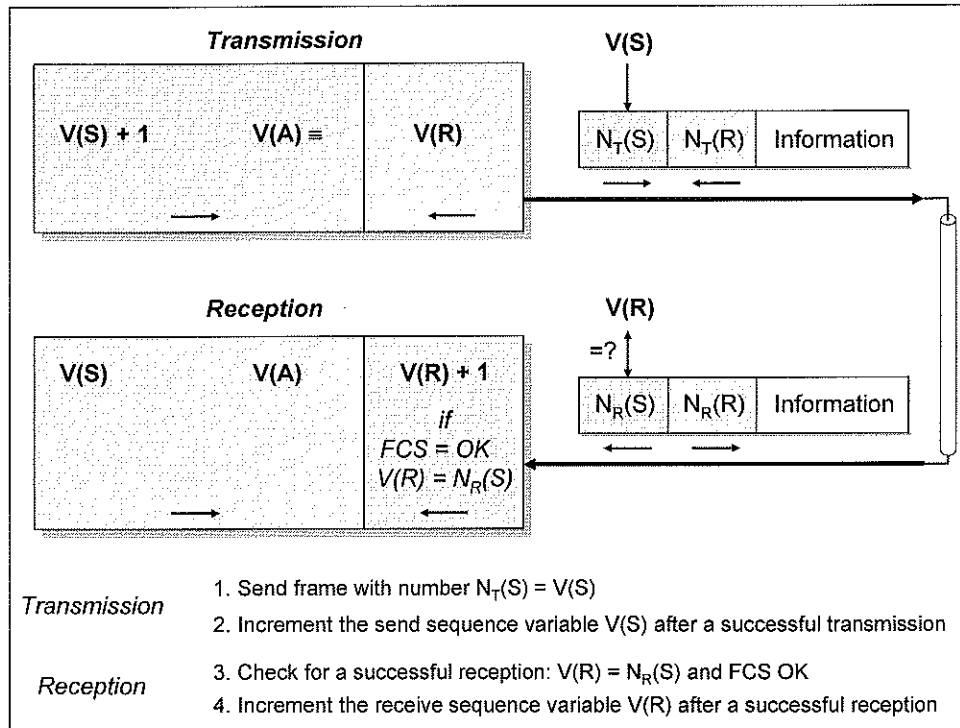 Transmission
V(S)
V(S) + 1 V(A) = V(R)
N_T(S) N_T(R) Information
Reception
V(R)
=?
V(S) V(A) V(R) + 1
if
FCS = OK
V(R) = N_R(S)
N_R(S) N_R(R) Information
Transmission
1. Send frame with number N_T(S) = V(S)
2. Increment the send sequence variable V(S) after a successful transmission
Reception
3. Check for a successful reception: V(R) = N_R(S) and FCS OK
4. Increment the receive sequence variable V(R) after a successful reception